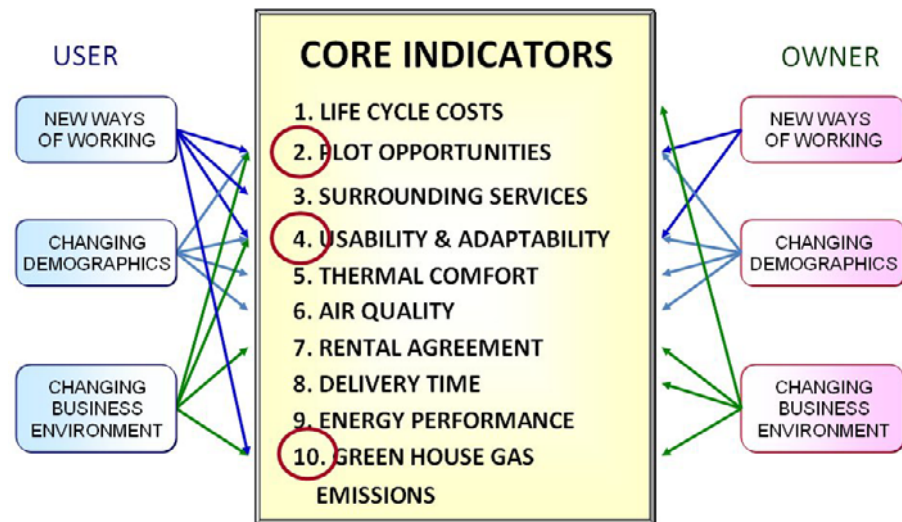 USER
CORE INDICATORS
OWNER
NEW WAYS
OF WORKING
CHANGING
DEMOGRAPHICS
CHANGING
BUSINESS
ENVIRONMENT
1. LIFE CYCLE COSTS
2. PLOT OPPORTUNITIES
3. SURROUNDING SERVICES
4. USABILITY & ADAPTABILITY
5. THERMAL COMFORT
6. AIR QUALITY
7. RENTAL AGREEMENT
8. DELIVERY TIME
9. ENERGY PERFORMANCE
10. GREEN HOUSE GAS
EMISSIONS
NEW WAYS
OF WORKING
CHANGING
DEMOGRAPHICS
CHANGING
BUSINESS
ENVIRONMENT